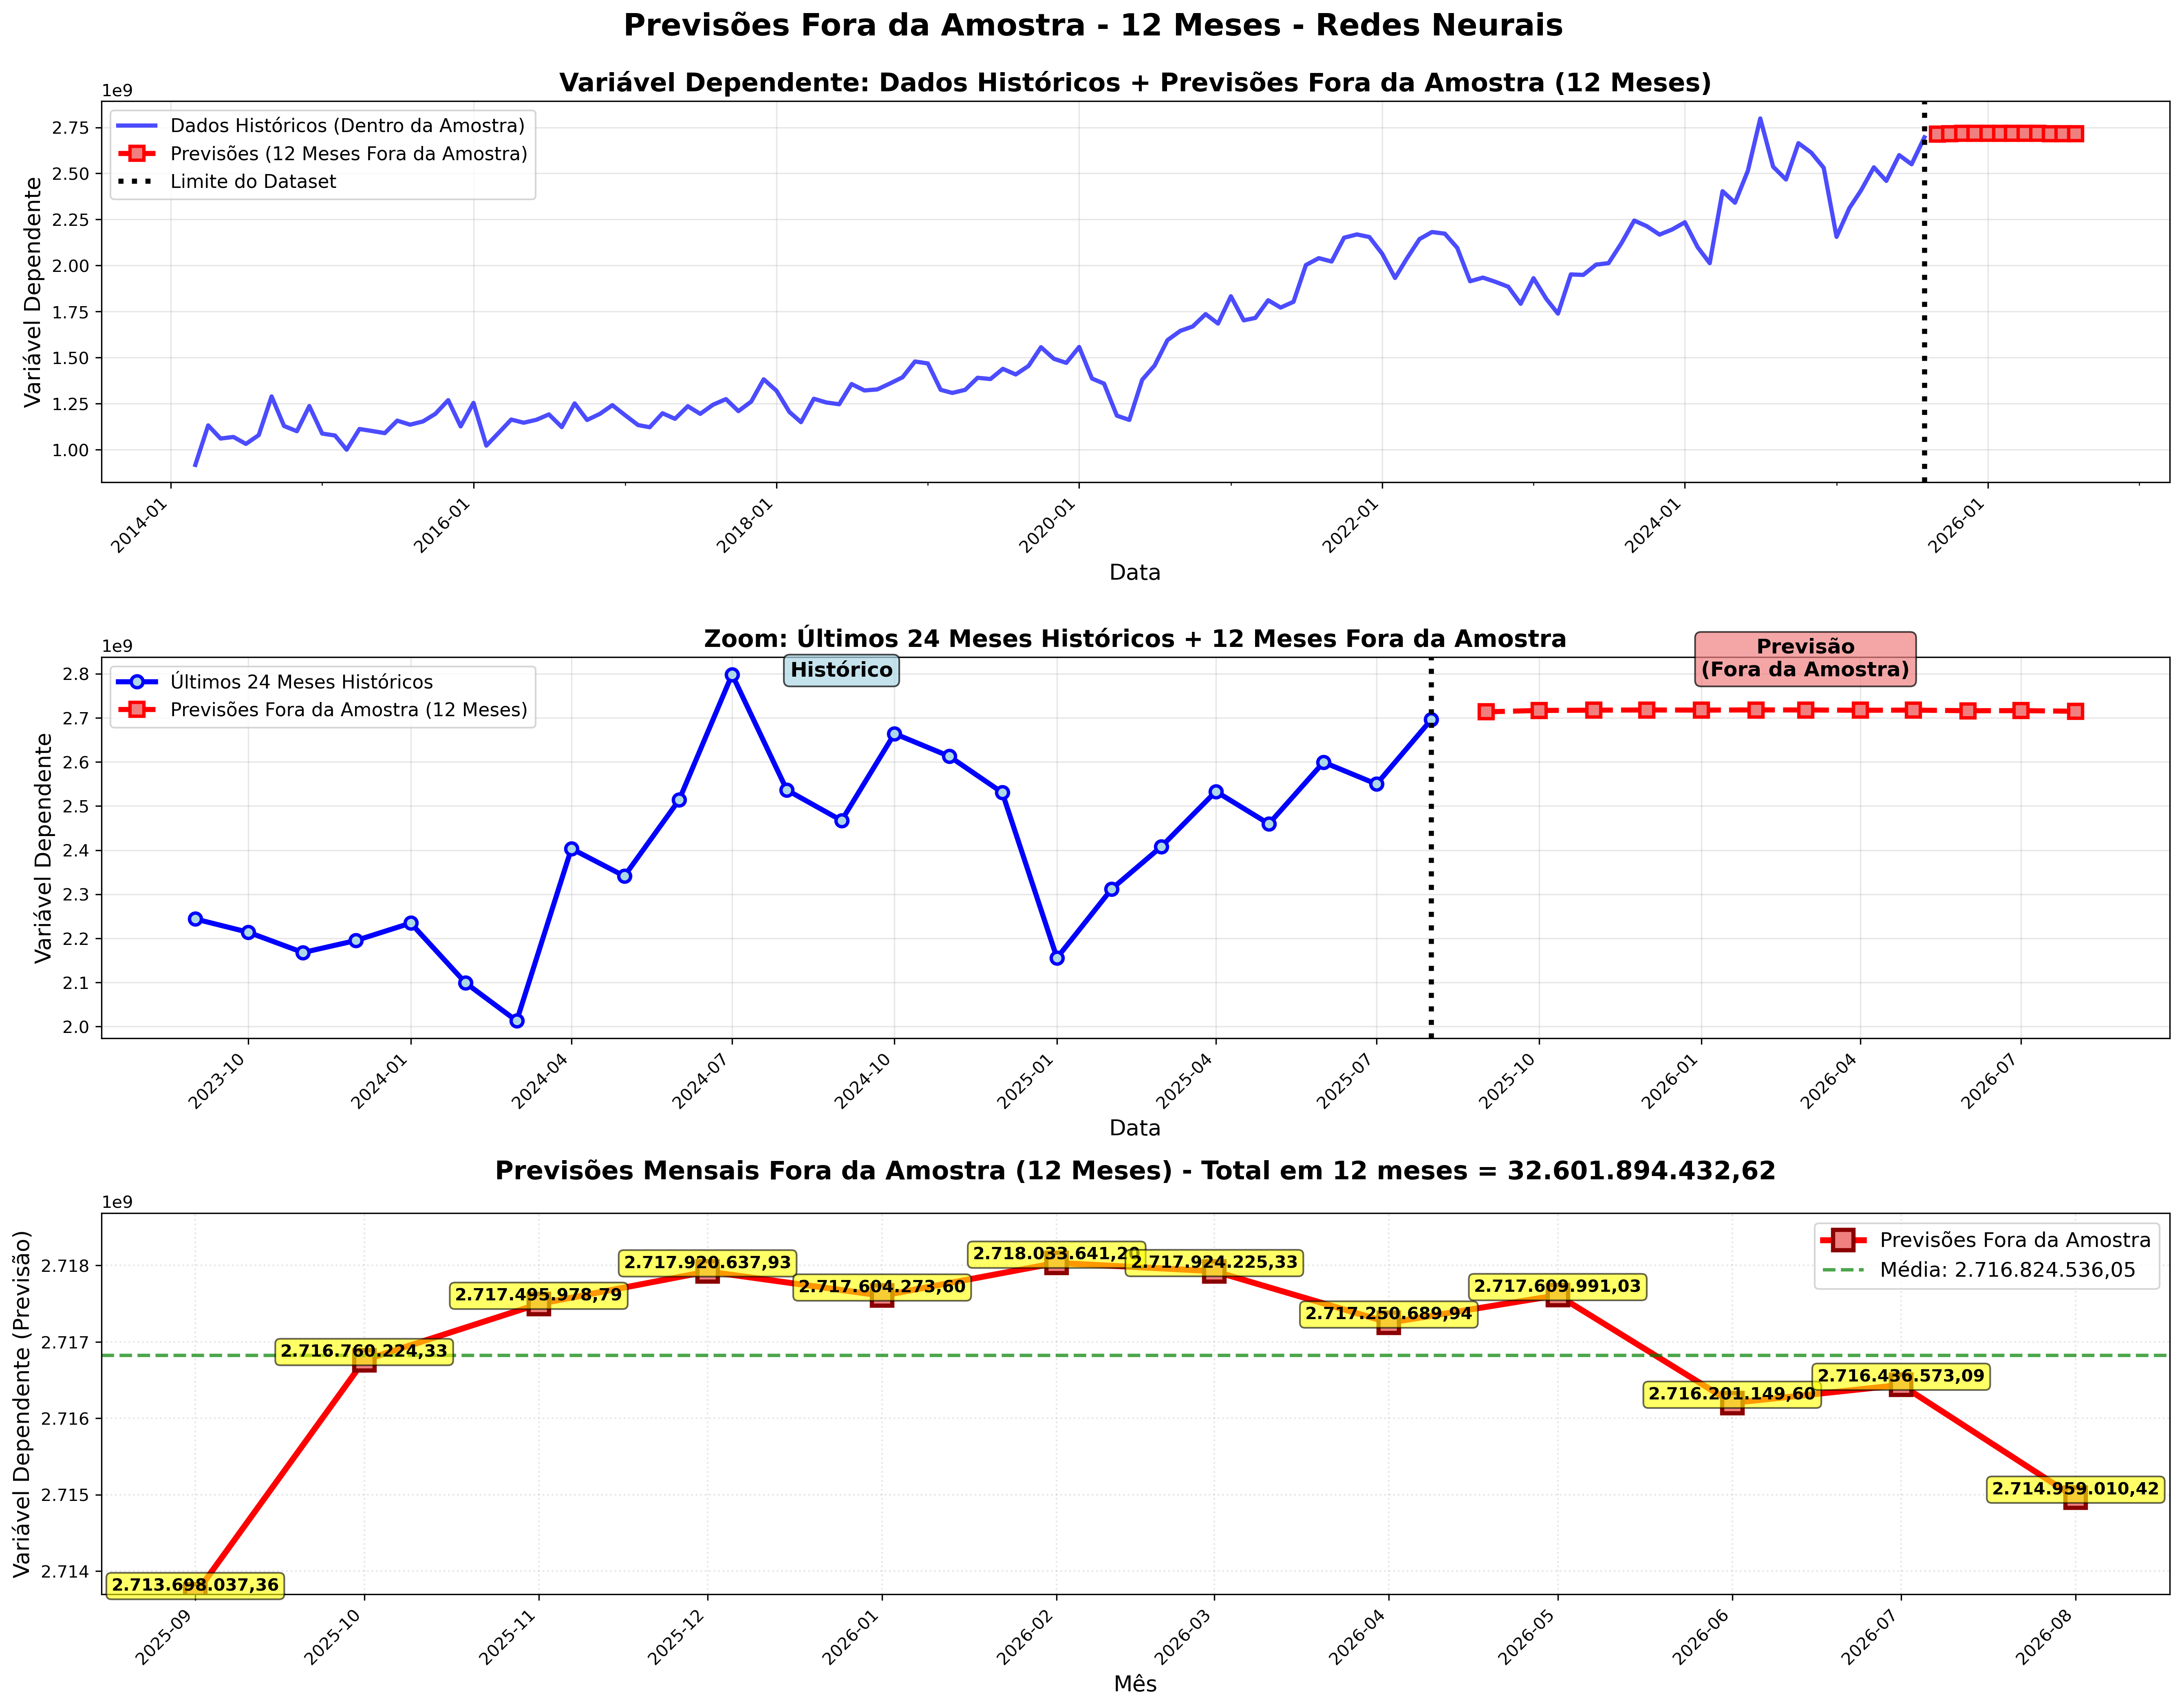 Previsões Fora da Amostra - 12 Meses - Redes Neurais
Variável Dependente: Dados Históricos + Previsões Fora da Amostra (12 Meses)
1e9
Dados Históricos (Dentro da Amostra)
Previsões (12 Meses Fora da Amostra)
Limite do Dataset
Variável Dependente
2.75
2.50
2.25
2.00
1.75
1.50
1.25
1.00
2014-01
2016-01
2018-01
2020-01
2022-01
2024-01
2026-01
Data
Zoom: Últimos 24 Meses Históricos + 12 Meses Fora da Amostra
1e9
Últimos 24 Meses Históricos
Previsões Fora da Amostra (12 Meses)
Histórico
Previsão
(Fora da Amostra)
Variável Dependente
2.8
2.7
2.6
2.5
2.4
2.3
2.2
2.1
2.0
2023-10
2024-01
2024-04
2024-07
2024-10
2025-01
2025-04
2025-07
2025-10
2026-01
2026-04
2026-07
Data
Previsões Mensais Fora da Amostra (12 Meses) - Total em 12 meses = 32.601.894.432,62
1e9
Previsões Fora da Amostra
Média: 2.716.824.536,05
Variável Dependente (Previsão)
2.718
2.717
2.716
2.715
2.714
2.713.698.037,36
2.716.760.224,33
2.717.495.978,79
2.717.920.637,93
2.717.604.273,60
2.718.033.641,20
2.717.924.225,33
2.717.250.689,94
2.717.609.991,03
2.716.201.149,60
2.716.436.573,09
2.714.959.010,42
2025-09
2025-10
2025-11
2025-12
2026-01
2026-02
2026-03
2026-04
2026-05
2026-06
2026-07
2026-08
Mês